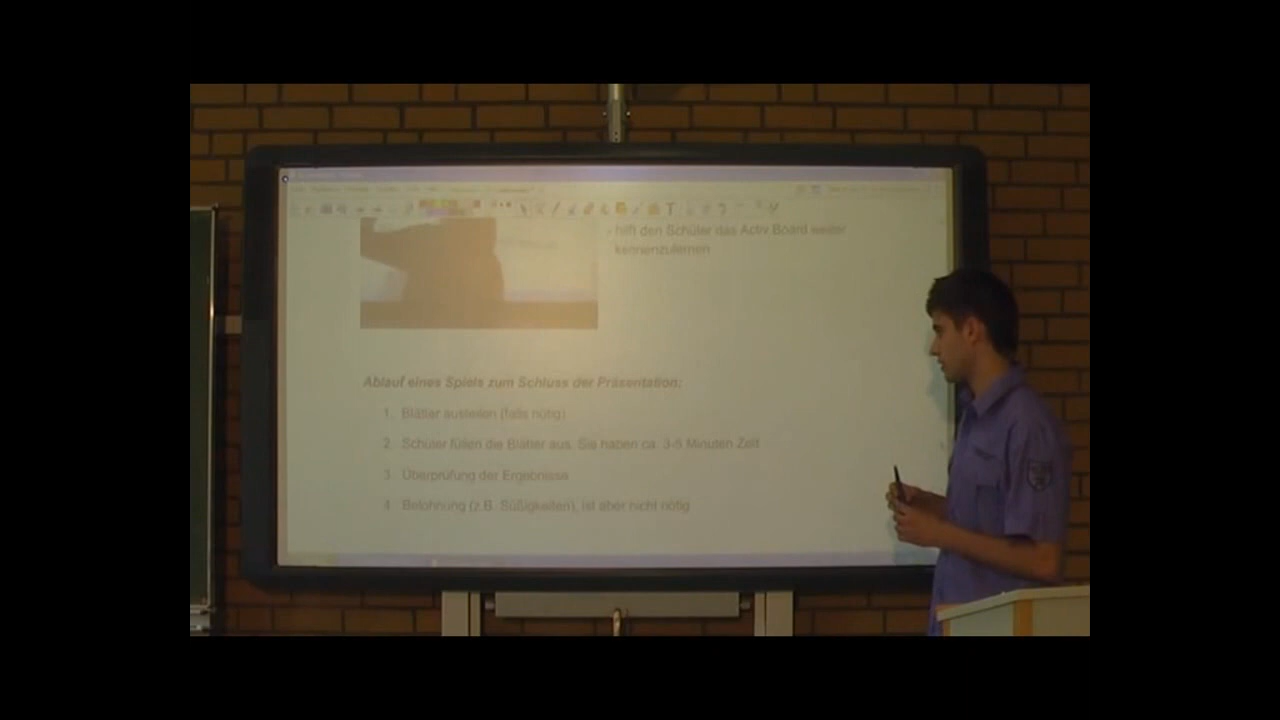 - hilft den Schüler das Activ Board weiter
kennenzulernen
Ablauf eines Spiels zum Schluss der Präsentation:
1. Blätter austeilen (falls nötig)
2. Schüler füllen die Blätter aus. Sie haben ca. 3-5 Minuten Zeit
3. Überprüfung der Ergebnisse
4. Belohnung (z.B. Süßigkeiten), ist aber nicht nötig